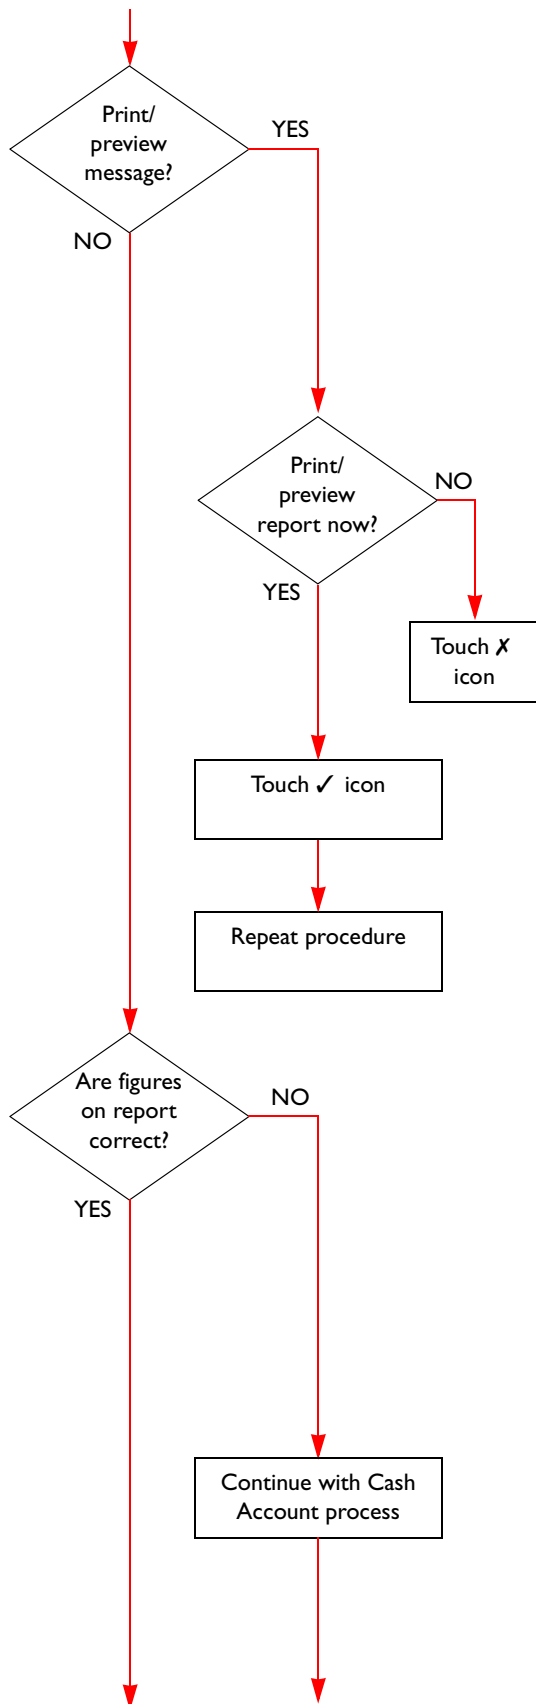 Print/
preview
message?
YES
NO
Print/
preview
report now?
NO
YES
Touch ✗
icon
Touch ✓ icon
Repeat procedure
Are figures
on report
correct?
NO
YES
Continue with Cash
Account process